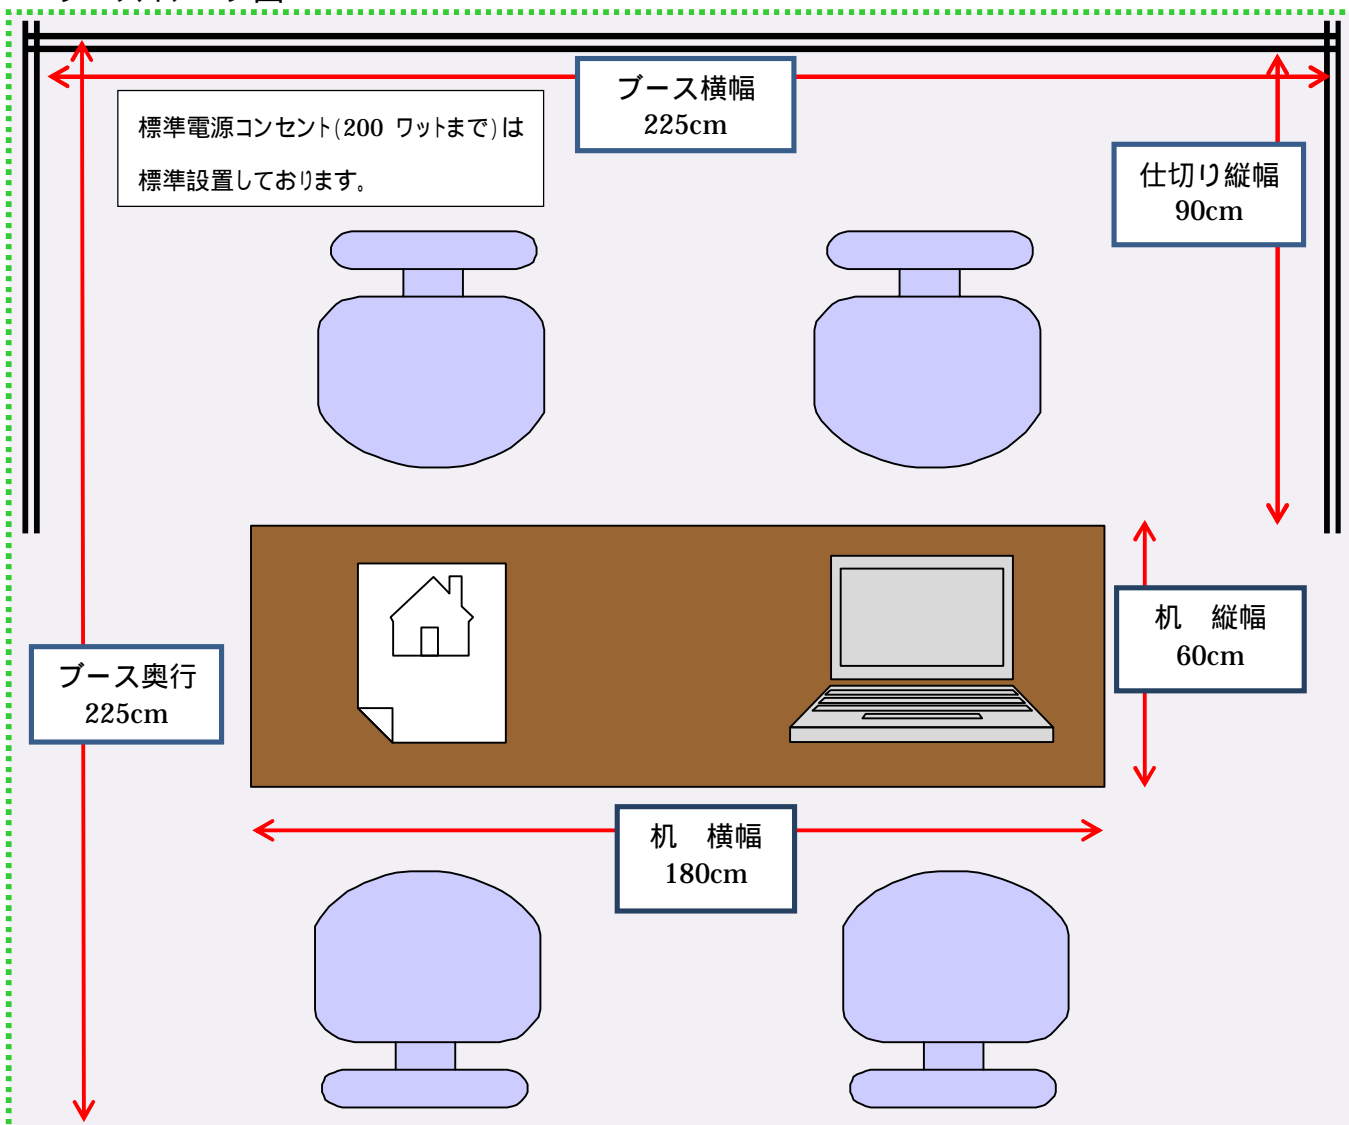 ブース横幅
225cm
標準電源コンセント(200 ワットまで)は
標準設置しております。
仕切り縦幅
90cm
机　縦幅
60cm
ブース奥行
225cm
机　横幅
180cm